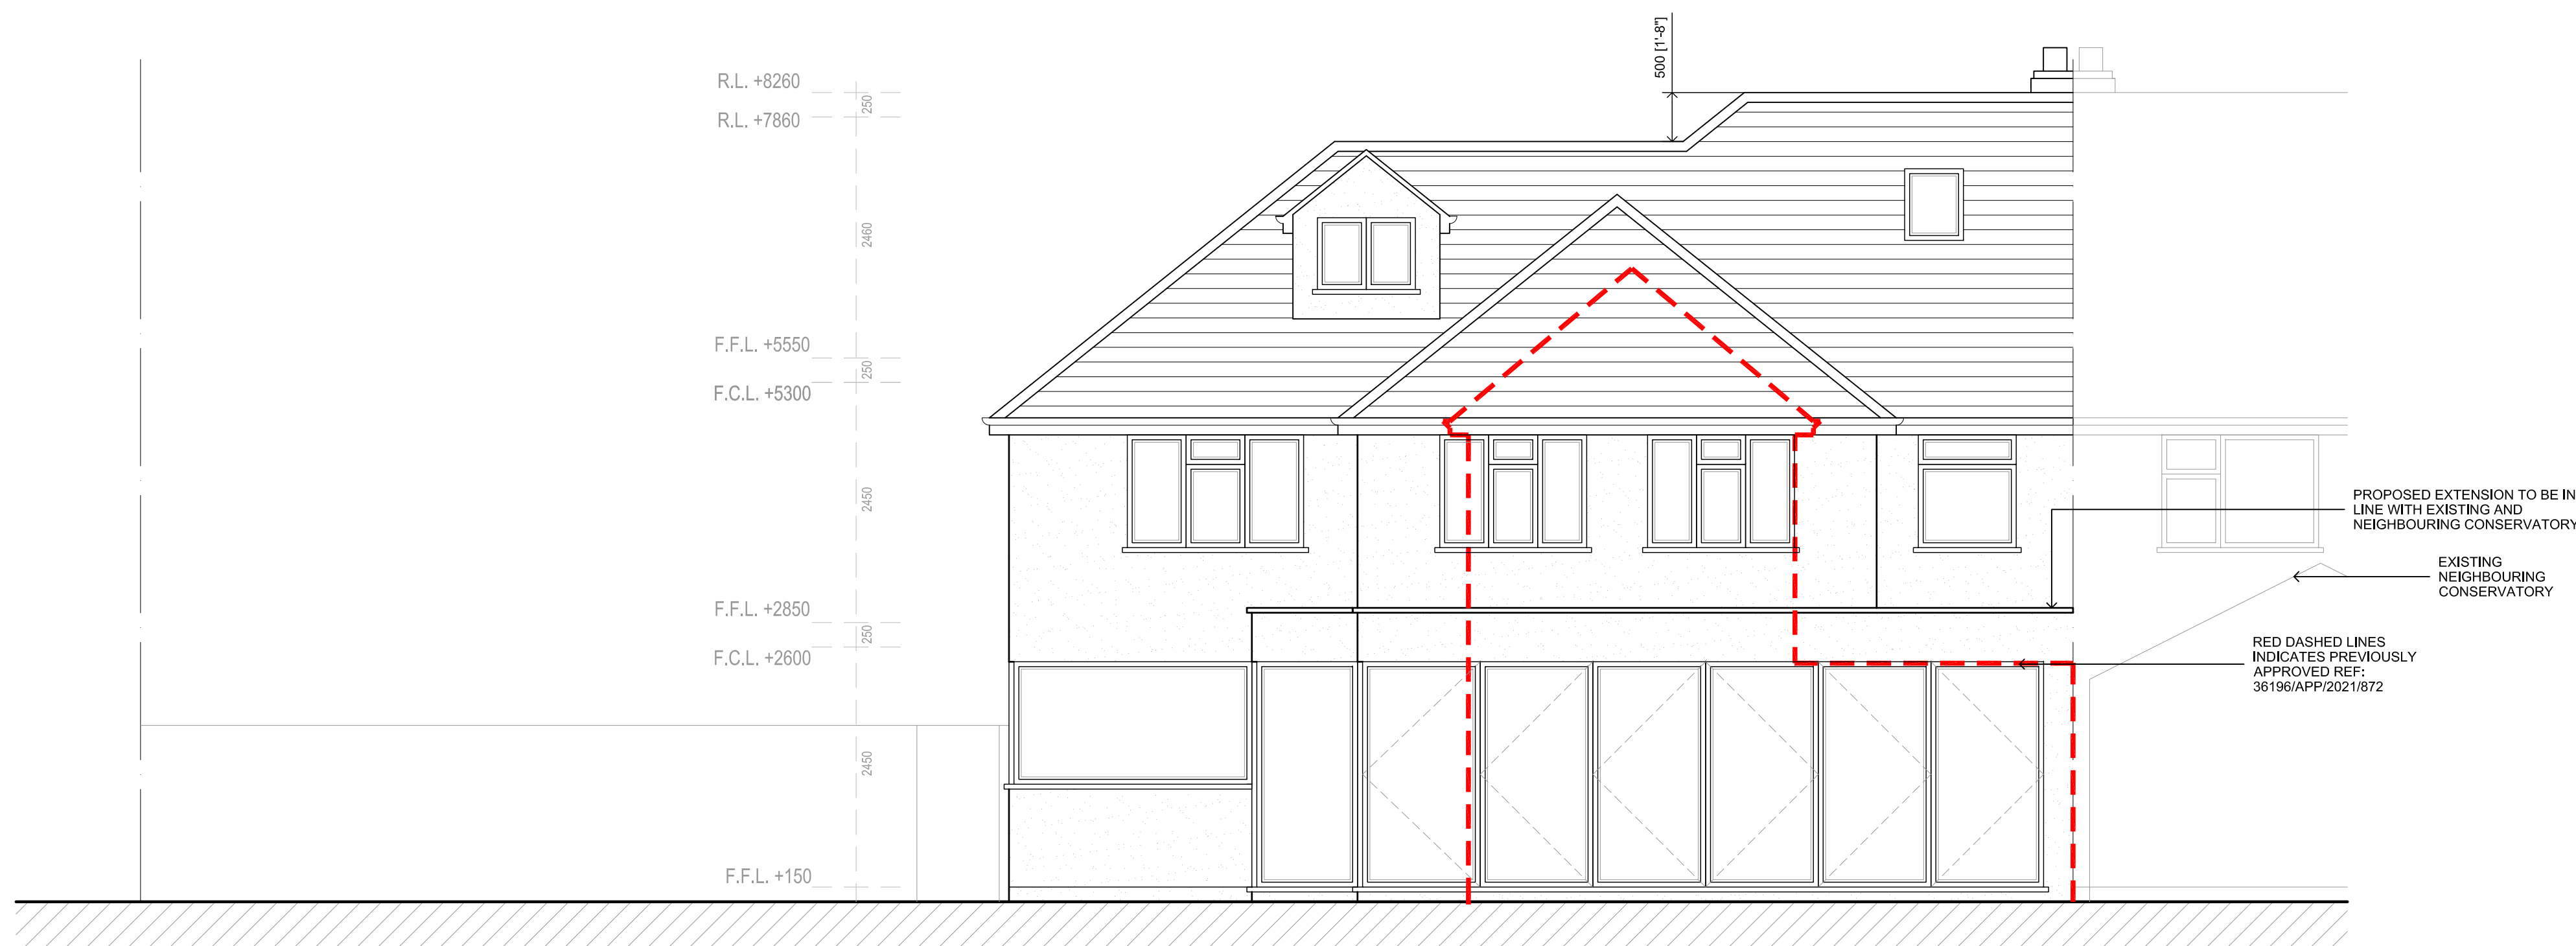 500 [1'-8"]
R.L. +8260
250
R.L. +7860
2460
F.F.L. +5550
250
F.C.L. +5300
2450
PROPOSED EXTENSION TO BE IN
LINE WITH EXISTING AND
NEIGHBOURING CONSERVATORY
EXISTING
NEIGHBOURING
CONSERVATORY
F.F.L. +2850
250
F.C.L. +2600
RED DASHED LINES
INDICATES PREVIOUSLY
APPROVED REF:
36196/APP/2021/872
2450
F.F.L. +150